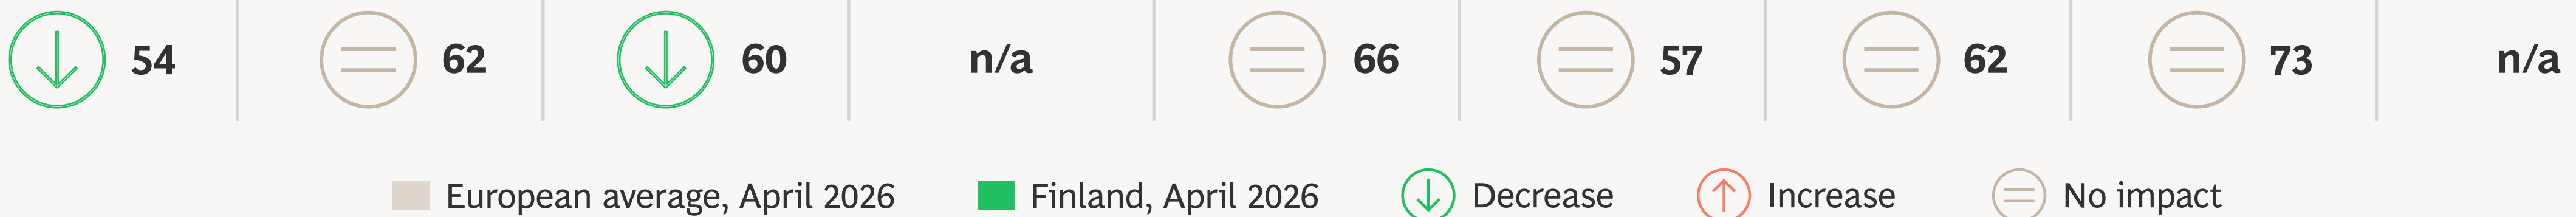 54 62 60 n/a 66 57 62 73 n/a
European average, April 2026 Finland, April 2026 Decrease Increase No impact